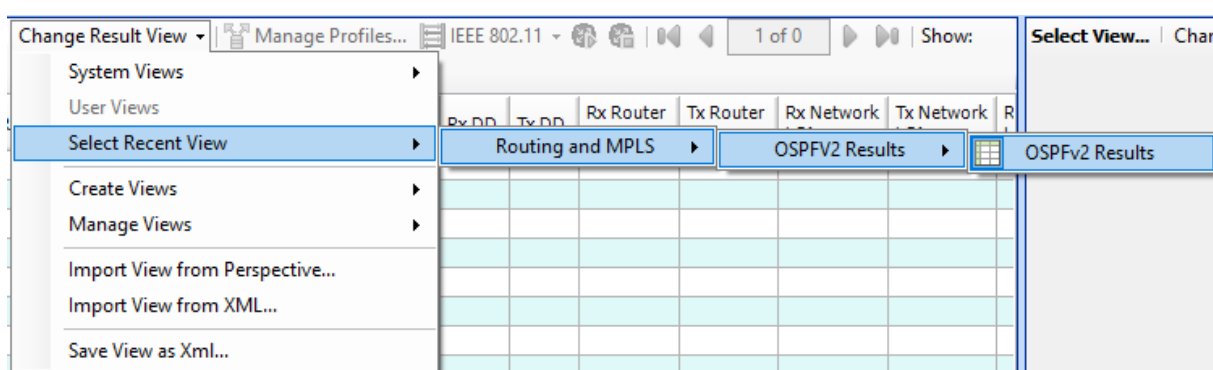 Change Result View Manage Profiles... IEEE 802.11 1 of 0 Show: Select View... Chan
System Views
User Views
Rx DD Tx DD Rx Router Tx Router Rx Network Tx Network R
Select Recent View Routing and MPLS OSPFV2 Results OSPFv2 Results
Create Views
Manage Views
Import View from Perspective...
Import View from XML...
Save View as Xml...